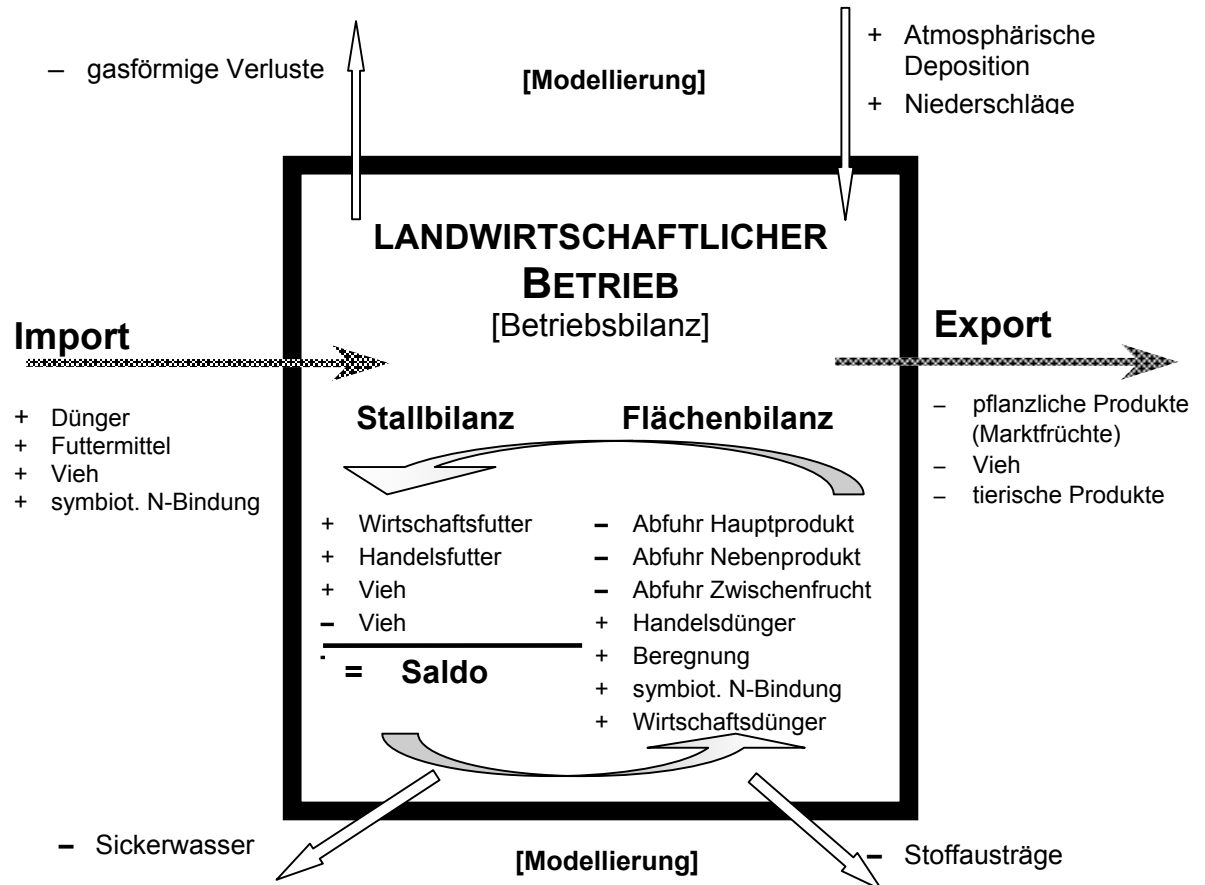 – gasförmige Verluste
[Modellierung]
+ Atmosphärische
Deposition
+ Niederschläge
LANDWIRTSCHAFTLICHER
BETRIEB
[Betriebsbilanz]
Import
+ Dünger
+ Futtermittel
+ Vieh
+ symbiot. N-Bindung
Export
– pflanzliche Produkte
(Marktfrüchte)
– Vieh
– tierische Produkte
Stallbilanz
+ Wirtschaftsfutter
+ Handelsfutter
+ Vieh
– Vieh
= Saldo
Flächenbilanz
– Abfuhr Hauptprodukt
– Abfuhr Nebenprodukt
– Abfuhr Zwischenfrucht
+ Handelsdünger
+ Beregnung
+ symbiot. N-Bindung
+ Wirtschaftsdünger
– Sickerwasser
[Modellierung]
– Stoffausträge